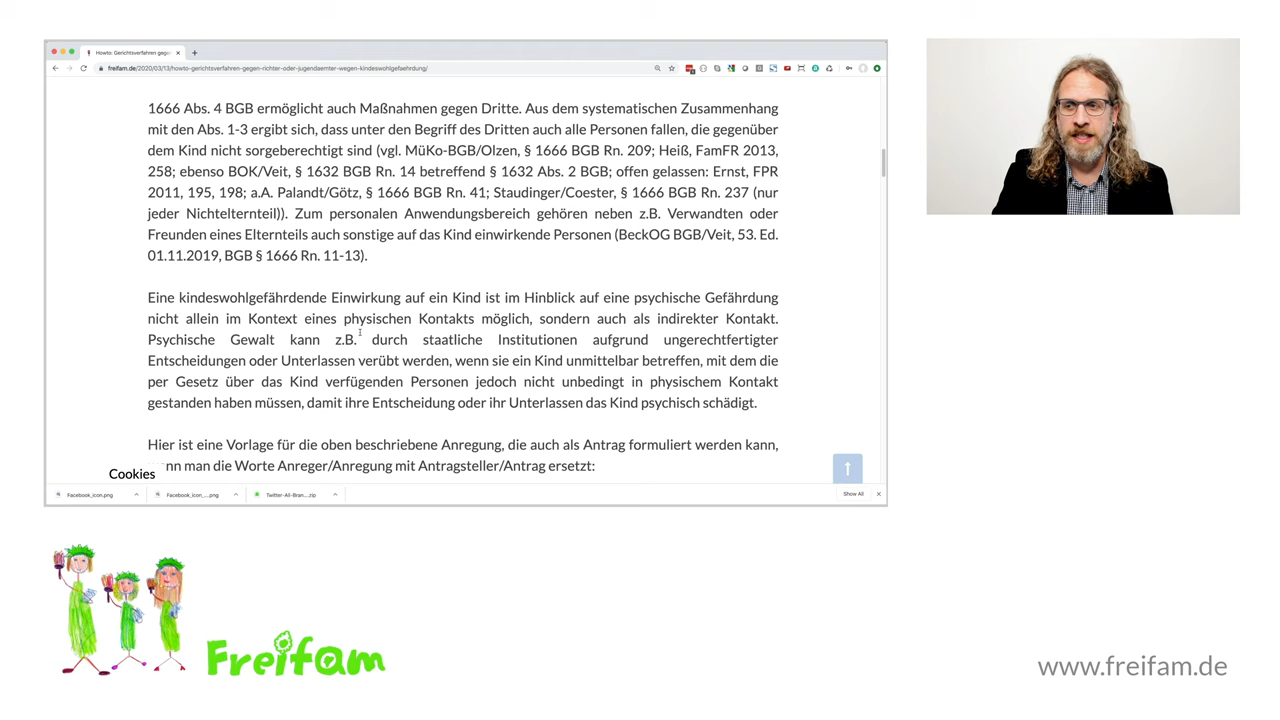 Howto: Gerichtsverfahren gege
freifam.de/2020/03/13/howto-gerichtsverfahren-gegen-richter-oder-jugendaemter-wegen-kindeswohlgefaehrdung/
1666 Abs. 4 BGB ermöglicht auch Maßnahmen gegen Dritte. Aus dem systematischen Zusammenhang
mit den Abs. 1-3 ergibt sich, dass unter den Begriff des Dritten auch alle Personen fallen, die gegenüber
dem Kind nicht sorgeberechtigt sind (vgl. MüKo-BGB/Olzen, § 1666 BGB Rn. 209; Heiß, FamFR 2013,
258; ebenso BOK/Veit, § 1632 BGB Rn. 14 betreffend § 1632 Abs. 2 BGB; offen gelassen: Ernst, FPR
2011, 195, 198; a.A. Palandt/Götz, § 1666 BGB Rn. 41; Staudinger/Coester, § 1666 BGB Rn. 237 (nur
jeder Nichtelternteil)). Zum personalen Anwendungsbereich gehören neben z.B. Verwandten oder
Freunden eines Elternteils auch sonstige auf das Kind einwirkende Personen (BeckOG BGB/Veit, 53. Ed.
01.11.2019, BGB § 1666 Rn. 11-13).
Eine kindeswohlgefährdende Einwirkung auf ein Kind ist im Hinblick auf eine psychische Gefährdung
nicht allein im Kontext eines physischen Kontakts möglich, sondern auch als indirekter Kontakt.
Psychische Gewalt kann z.B. durch staatliche Institutionen aufgrund ungerechtfertigter
Entscheidungen oder Unterlassen verübt werden, wenn sie ein Kind unmittelbar betreffen, mit dem die
per Gesetz über das Kind verfügenden Personen jedoch nicht unbedingt in physischem Kontakt
gestanden haben müssen, damit ihre Entscheidung oder ihr Unterlassen das Kind psychisch schädigt.
Hier ist eine Vorlage für die oben beschriebene Anregung, die auch als Antrag formuliert werden kann,
nn man die Worte Anreger/Anregung mit Antragsteller/Antrag ersetzt:
Cookies
Facebook_icon.png
Facebook_icon_....png
Twitter-All-Bran....zip
Show All
Freifam
www.freifam.de